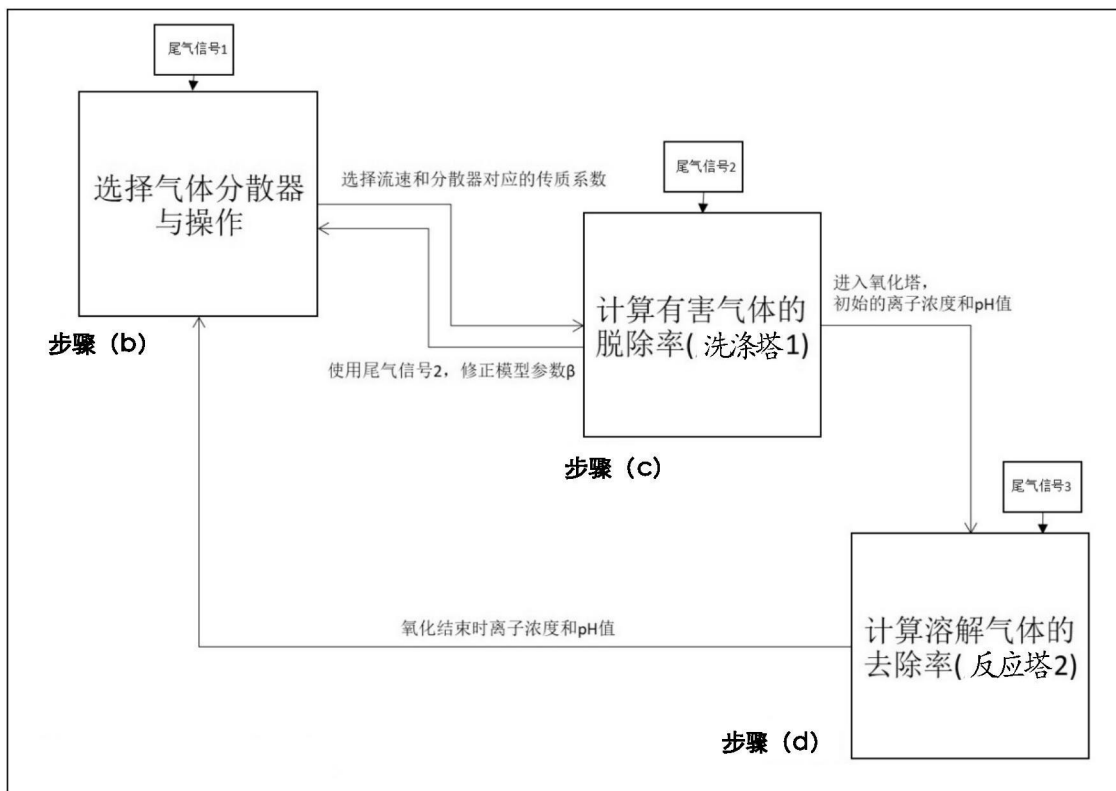 尾气信号1
选择气体分散器
与操作
步骤（b）
选择流速和分散器对应的传质系数
使用尾气信号2，修正模型参数β
尾气信号2
计算有害气体的
脱除率(洗涤塔1)
步骤（c）
进入氧化塔，
初始的离子浓度和pH值
尾气信号3
计算溶解气体的
去除率(反应塔2)
步骤（d）
氧化结束时离子浓度和pH值